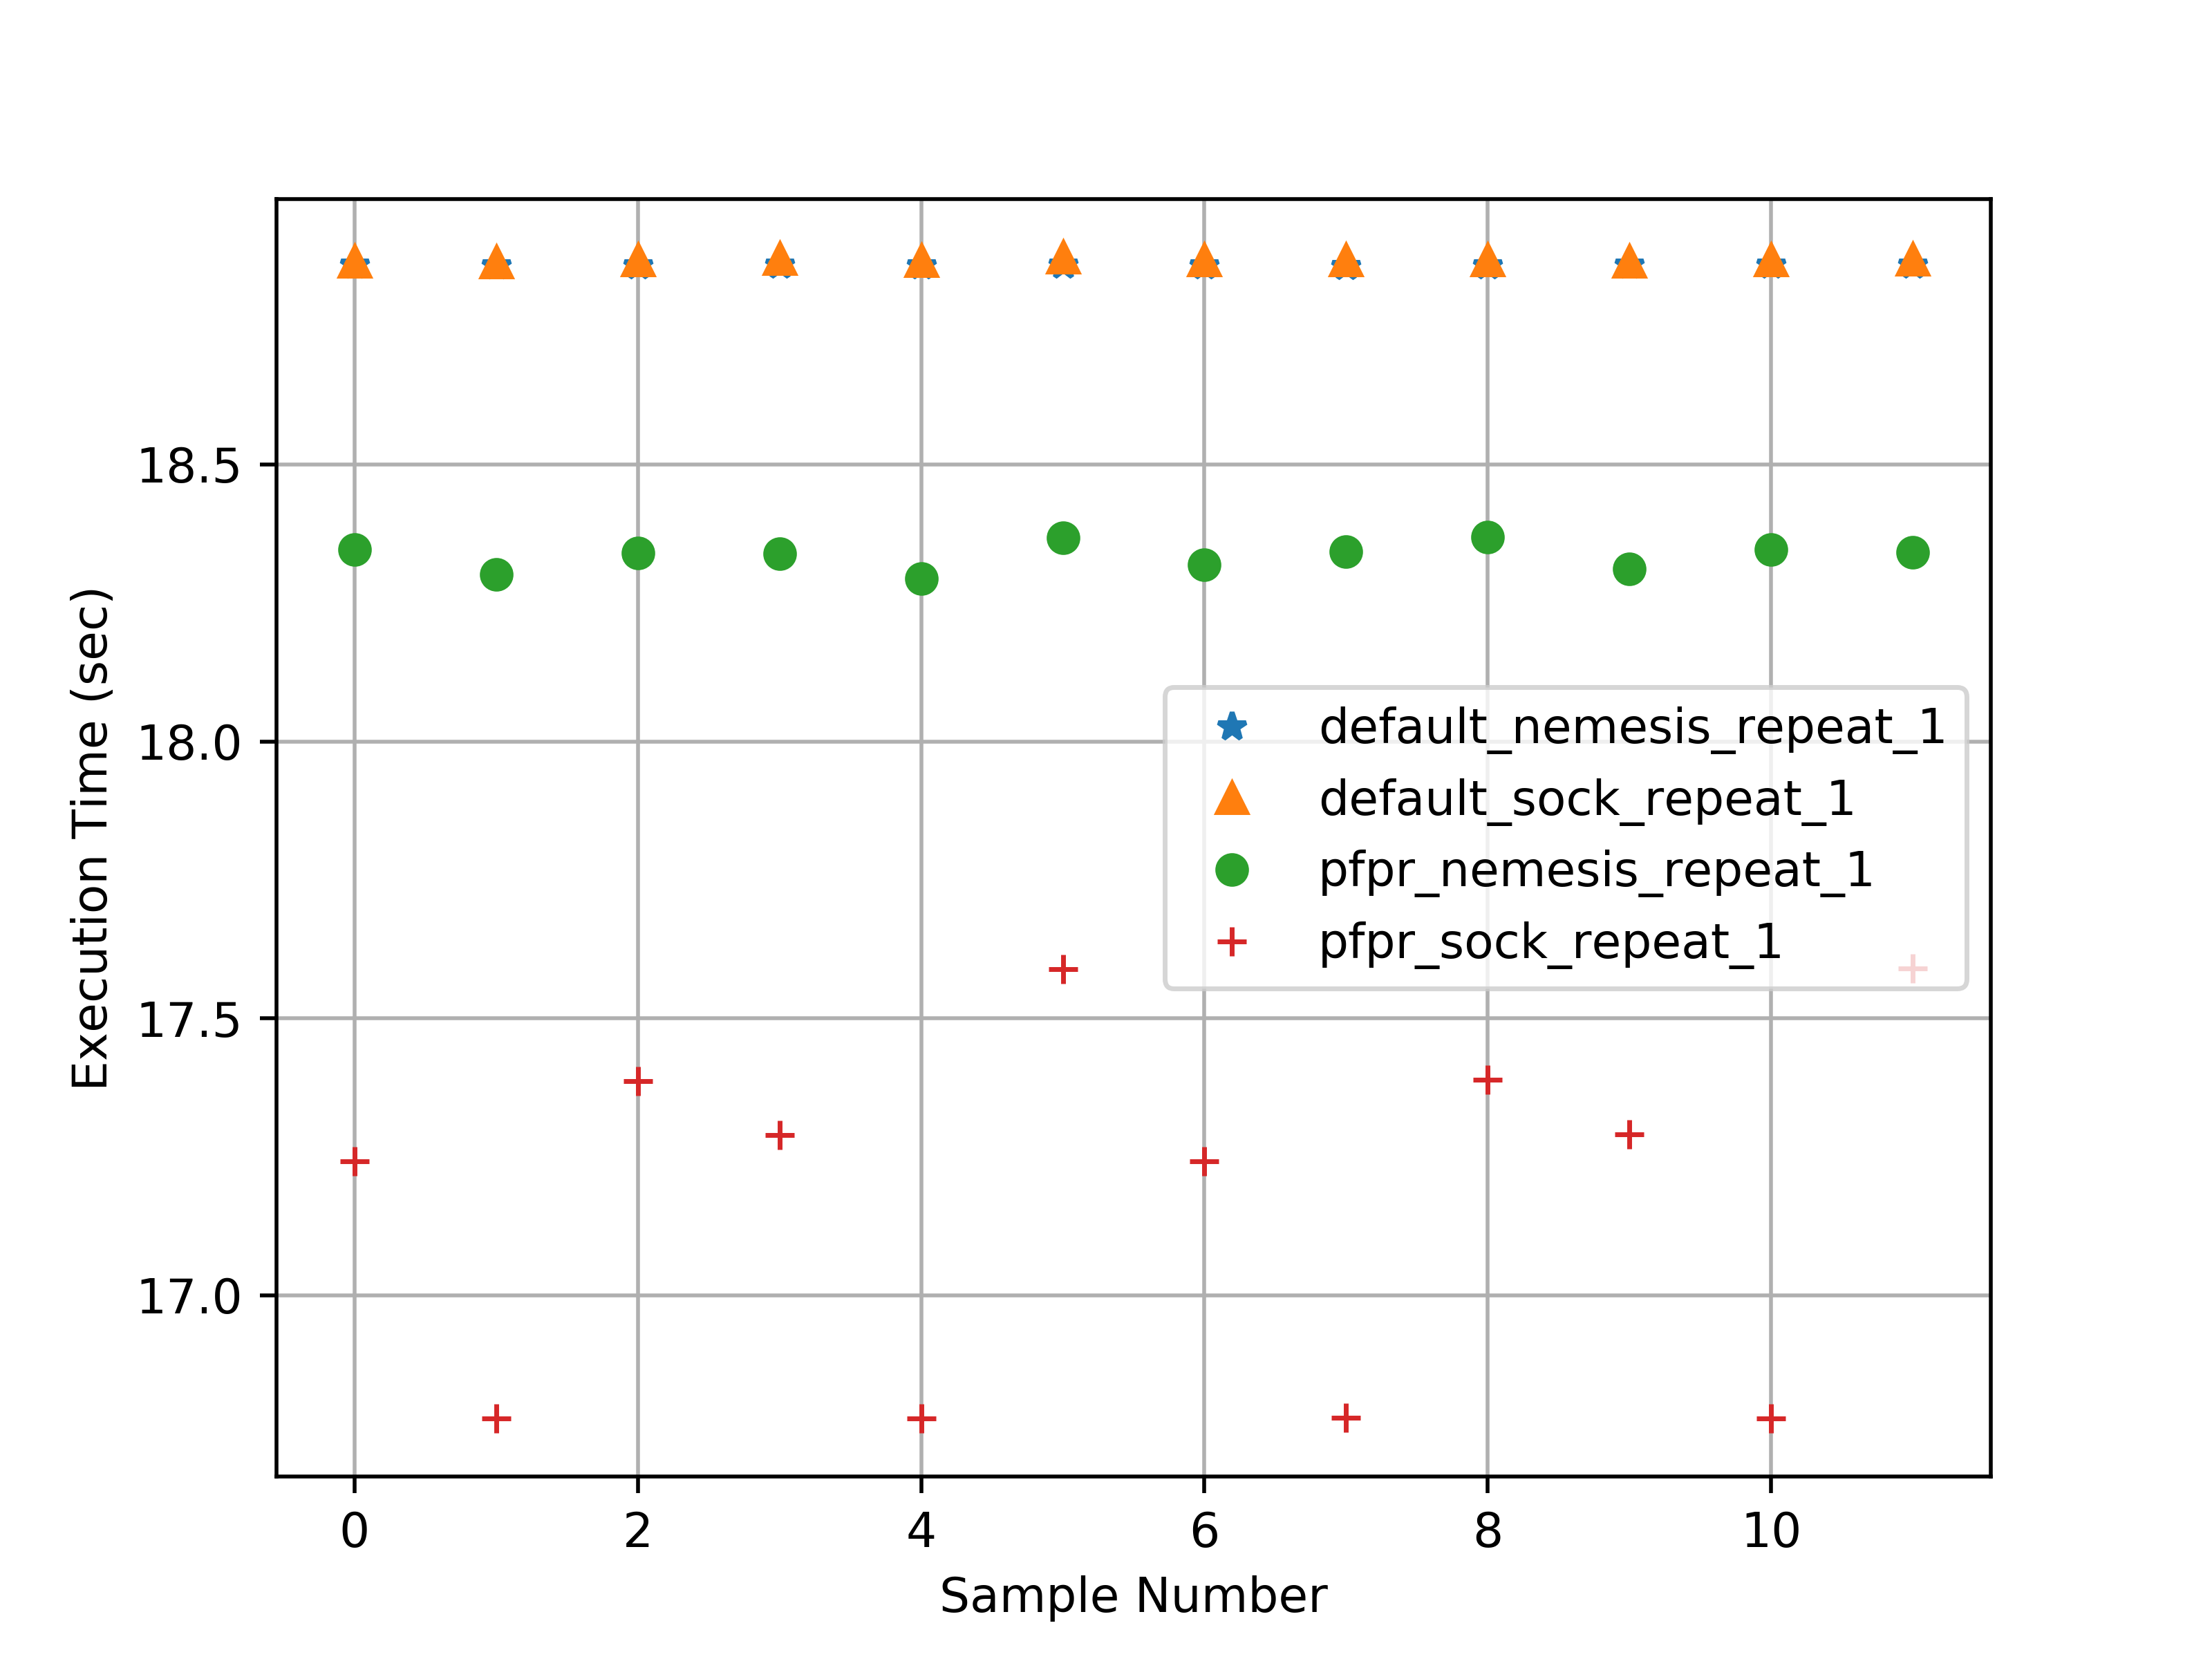 18.5
18.0
17.5
17.0
Execution Time (sec)
default_nemesis_repeat_1
default_sock_repeat_1
pfpr_nemesis_repeat_1
pfpr_sock_repeat_1
0 2 4 6 8 10
Sample Number